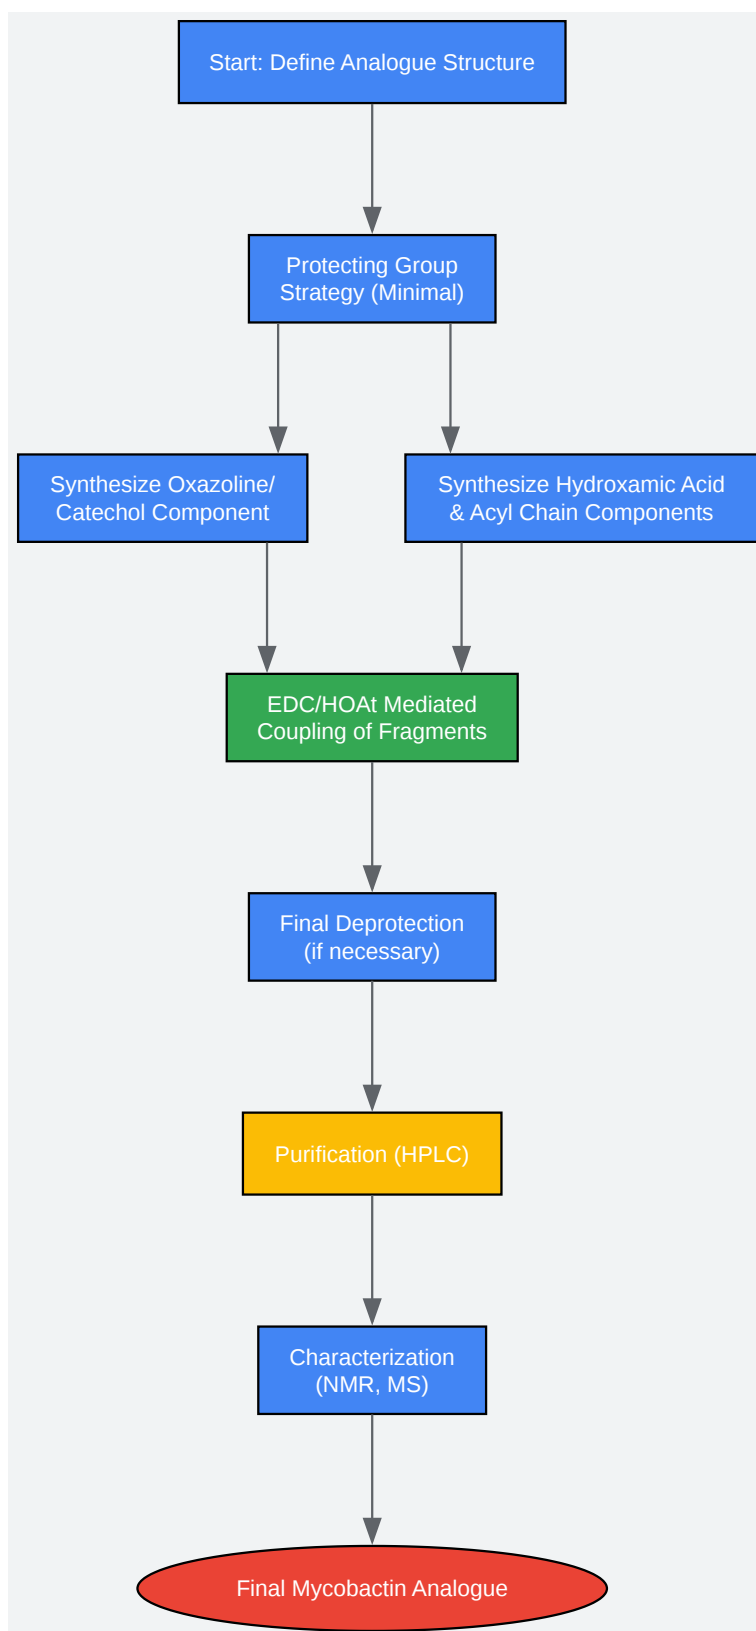 Start: Define Analogue Structure
Protecting Group
Strategy (Minimal)
Synthesize Oxazoline/
Catechol Component
Synthesize Hydroxamic Acid
& Acyl Chain Components
EDC/HOAt Mediated
Coupling of Fragments
Final Deprotection
(if necessary)
Purification (HPLC)
Characterization
(NMR, MS)
Final Mycobactin Analogue